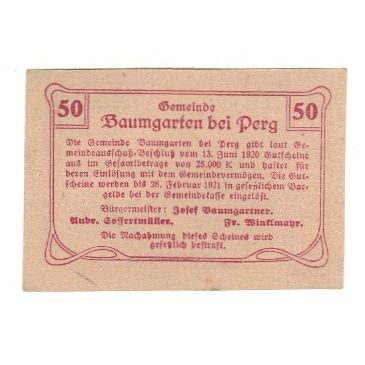 Gemeinde
50 Baumgarten bei Perg 50
Die Gemeinde Baumgarten bei Perg gibt laut Ge-
meindeausschuß-Beschluß vom 13. Juni 1920 Gutscheine
aus im Gesamtbetrage von 25,000 K und haftet für
deren Einlösung mit dem Gemeindevermögen. Die Gut-
scheine werden bis 28. Februar 1921 in gesetzlichen Bar-
gelde bei der Gemeindekasse eingelöst.
Bürgermeister: Josef Baumgartner.
Andr. Seyffertmüller. Fr. Winklmayr.
Die Nachahmung dieses Scheines wird
gesetzlich bestraft.